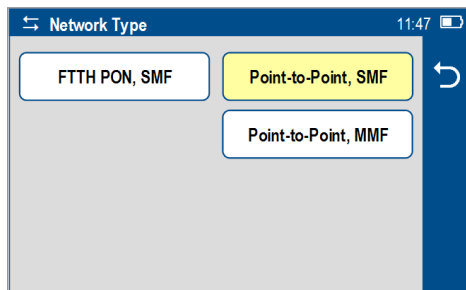 Network Type 11:47
FTTH PON, SMF Point-to-Point, SMF
Point-to-Point, MMF